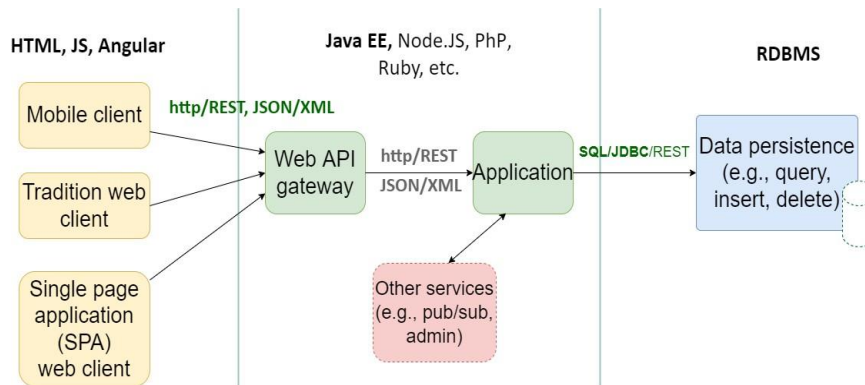 HTML, JS, Angular
Java EE, Node.JS, PhP,
Ruby, etc.
RDBMS
Mobile client
http/REST, JSON/XML
Tradition web
client
Single page
application
(SPA)
web client
Web API
gateway
http/REST
JSON/XML
Application
SQL/JDBC/REST
Data persistence
(e.g., query,
insert, delete)
Other services
(e.g., pub/sub,
admin)